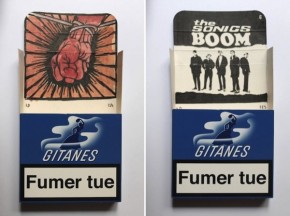 GITANES
Fumer tue
the
SONICS
BOOM
GITANES
Fumer tue